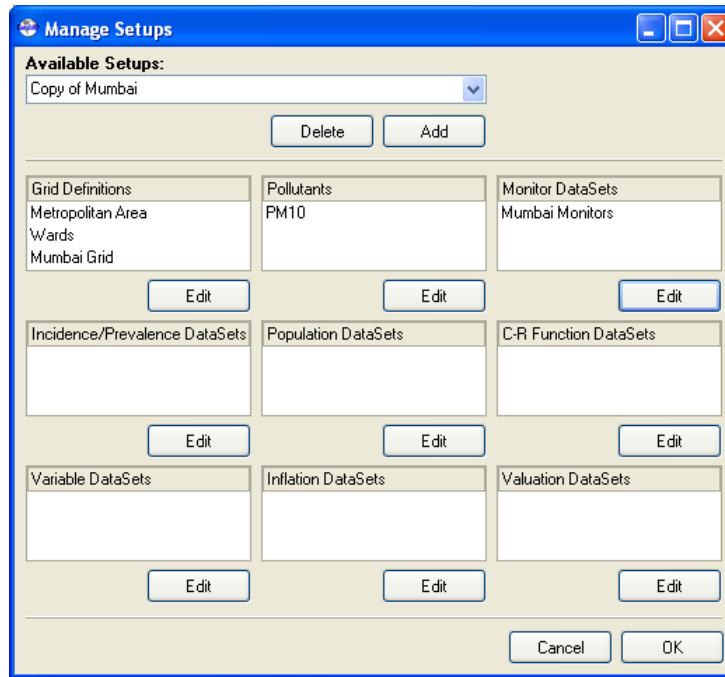 Manage Setups
Available Setups:
Copy of Mumbai
Delete Add
Grid Definitions
Metropolitan Area
Wards
Mumbai Grid
Edit
Pollutants
PM10
Edit
Monitor DataSets
Mumbai Monitors
Edit
Incidence/Prevalence DataSets
Edit
Population DataSets
Edit
C-R Function DataSets
Edit
Variable DataSets
Edit
Inflation DataSets
Edit
Valuation DataSets
Edit
Cancel OK